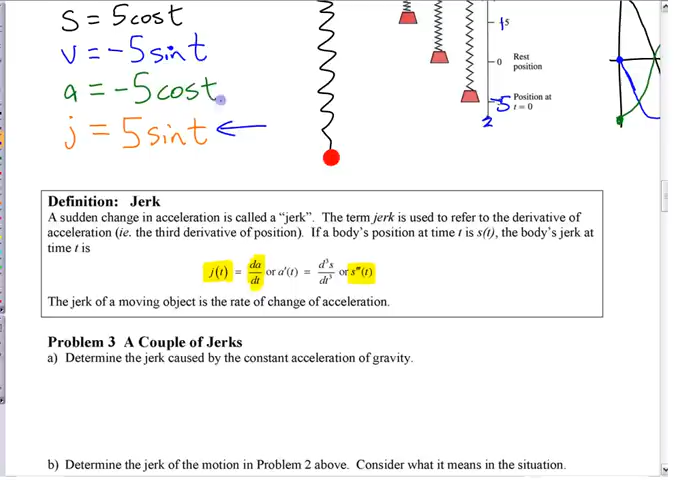 s = 5cost
v = -5sint
a = -5cost
j = 5sint
5
0 Rest
position
-5 Position at
t = 0
2
Definition: Jerk
A sudden change in acceleration is called a “jerk”. The term jerk is used to refer to the derivative of
acceleration (ie. the third derivative of position). If a body's position at time t is s(t), the body's jerk at
time t is
j(t) = da/dt or a'(t) = d³s/dt³ or s'''(t)
The jerk of a moving object is the rate of change of acceleration.
Problem 3 A Couple of Jerks
a) Determine the jerk caused by the constant acceleration of gravity.
b) Determine the jerk of the motion in Problem 2 above. Consider what it means in the situation.